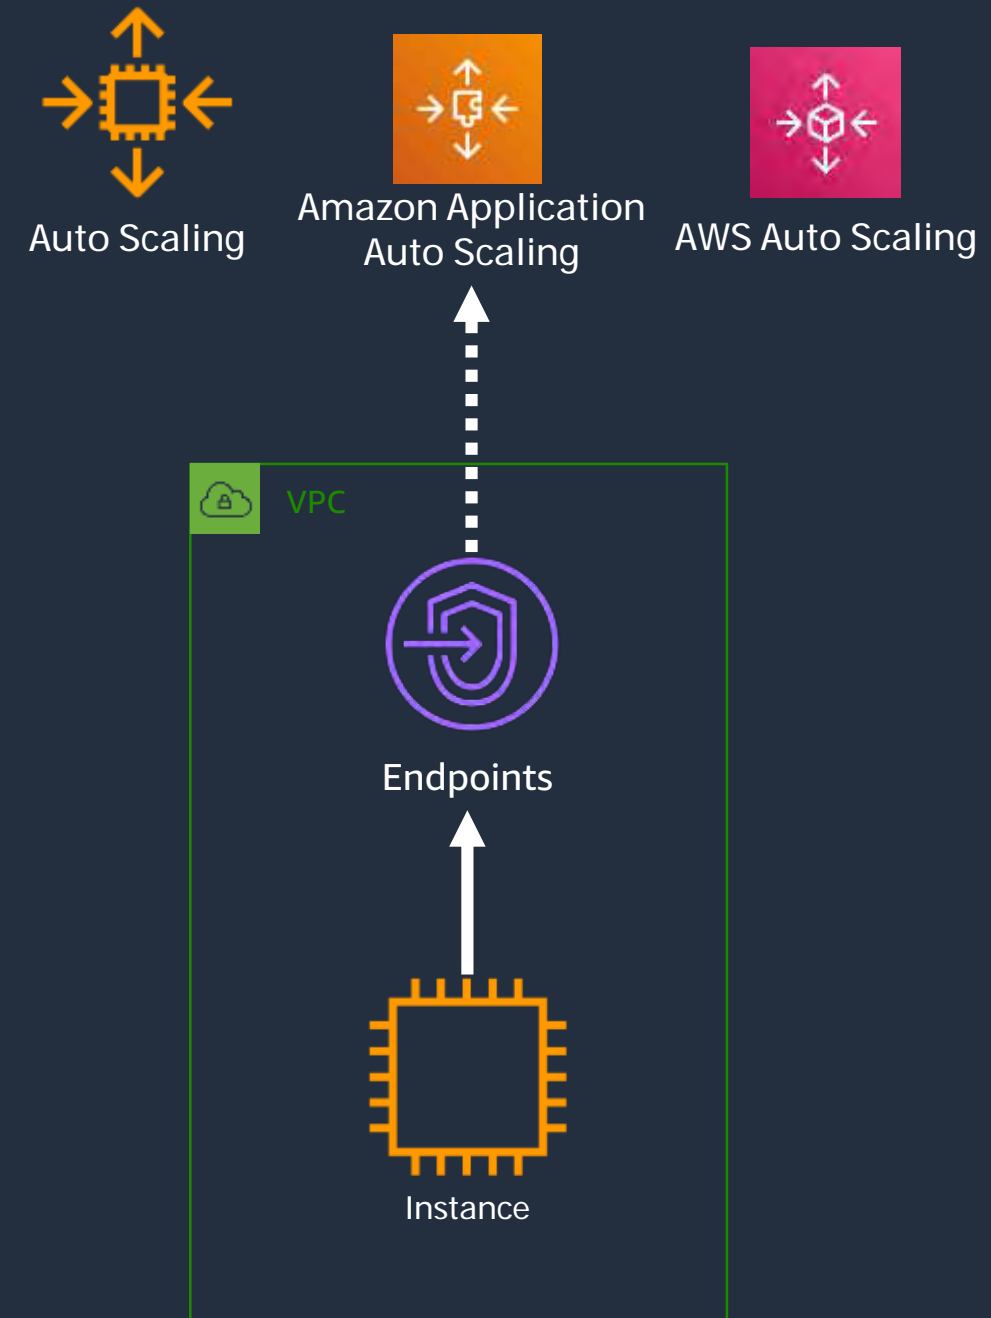 Auto Scaling
Amazon Application
Auto Scaling
AWS Auto Scaling
VPC
Endpoints
Instance